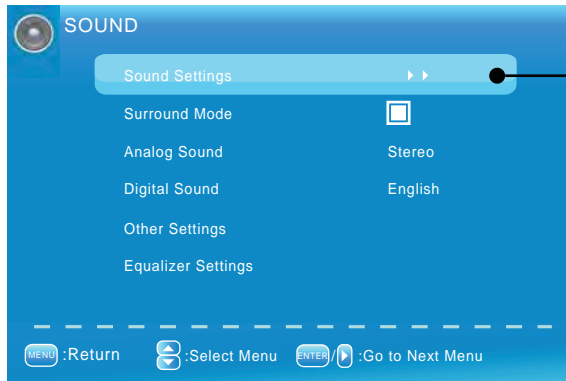 SOUND
Sound Settings
Surround Mode
Analog Sound Stereo
Digital Sound English
Other Settings
Equalizer Settings
MENU :Return :Select Menu ENTER / :Go to Next Menu